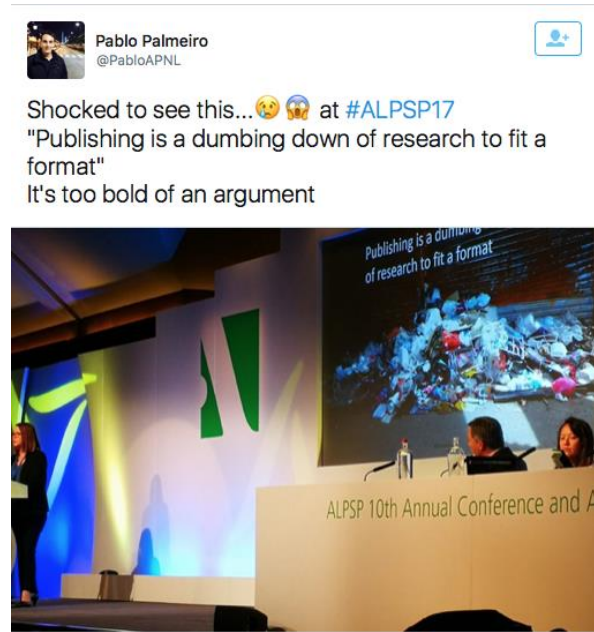 Pablo Palmeiro
@PabloAPNL
Shocked to see this...😢😱 at #ALPSP17
"Publishing is a dumbing down of research to fit a
format"
It's too bold of an argument
Publishing is a dumbing
of research to fit a format
ALPSP 10th Annual Conference and A